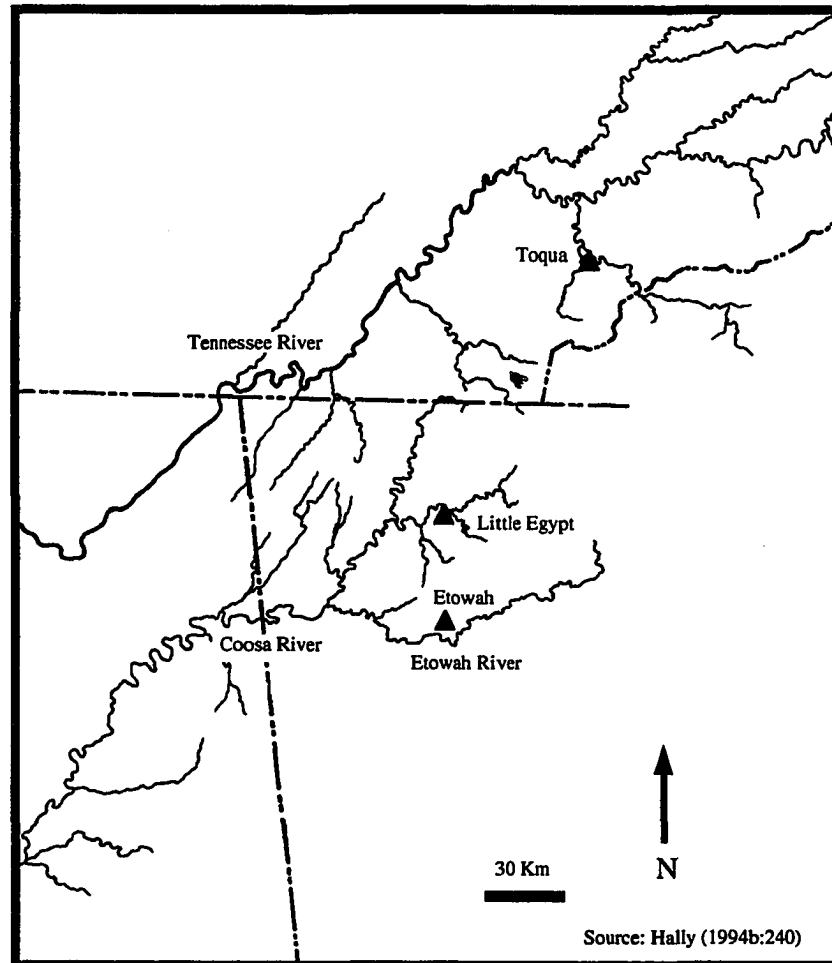 Toqua
Tennessee River
Little Egypt
Etowah
Coosa River
Etowah River
30 Km
N
Source: Hally (1994b:240)